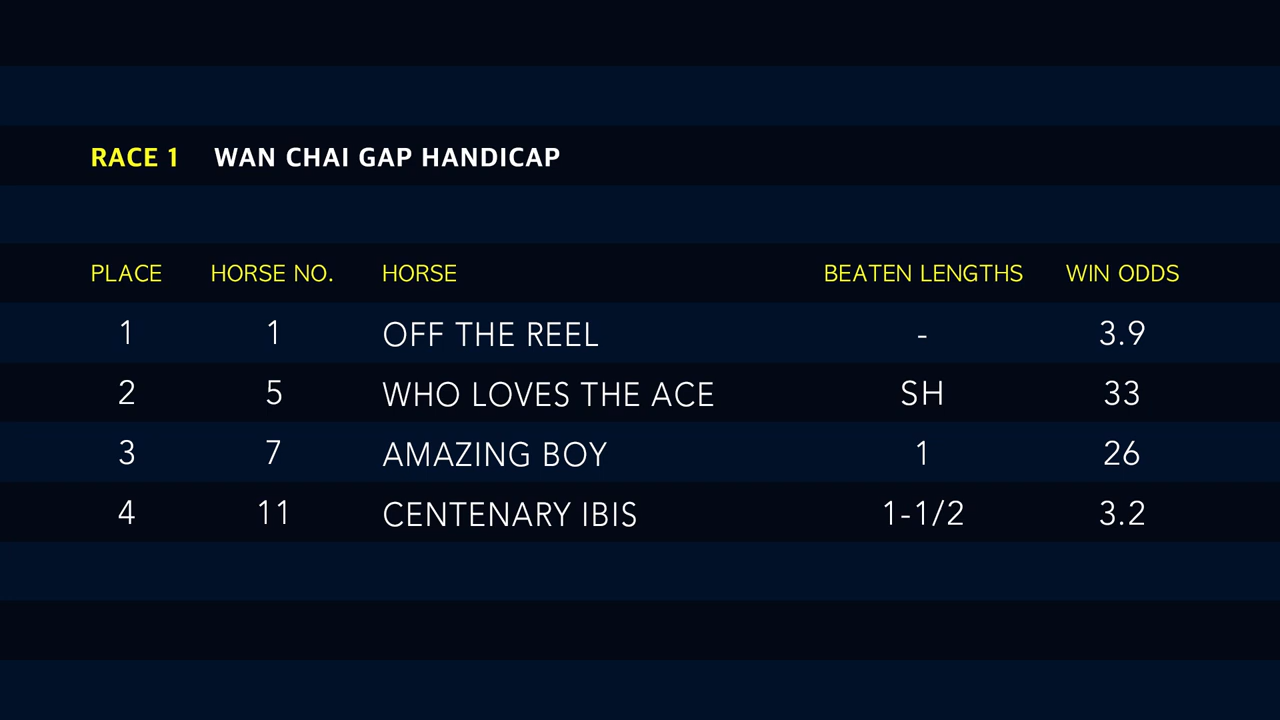 RACE 1 WAN CHAI GAP HANDICAP
PLACE HORSE NO. HORSE BEATEN LENGTHS WIN ODDS
1 1 OFF THE REEL - 3.9
2 5 WHO LOVES THE ACE SH 33
3 7 AMAZING BOY 1 26
4 11 CENTENARY IBIS 1-1/2 3.2